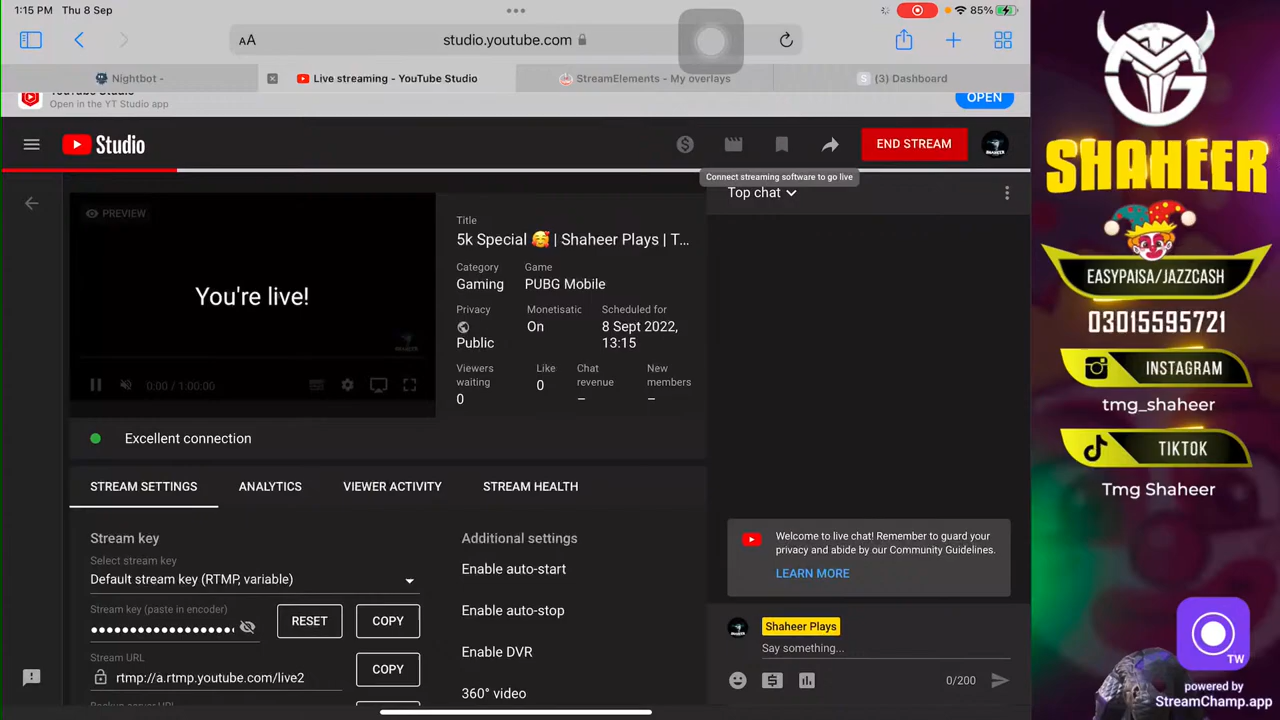 1:15 PM Thu 8 Sep
85%
AA
studio.youtube.com
Nightbot -
Live streaming - YouTube Studio
StreamElements - My overlays
S (3) Dashboard
Open in the YT Studio app
OPEN
Studio
END STREAM
Connect streaming software to go live
Top chat
PREVIEW
You're live!
0:00 / 1:00:06
Title
5k Special 🥰 | Shaheer Plays | T...
Category
Game
Gaming
PUBG Mobile
Privacy
Monetisatic
Scheduled for
Public
On
8 Sept 2022,
13:15
Viewers
waiting
Like
Chat
revenue
New
members
0
0
–
–
Excellent connection
STREAM SETTINGS
ANALYTICS
VIEWER ACTIVITY
STREAM HEALTH
Stream key
Select stream key
Default stream key (RTMP, variable)
Stream key (paste in encoder)
••••••••••••••••••
RESET
COPY
Stream URL
rtmp://a.rtmp.youtube.com/live2
COPY
Additional settings
Enable auto-start
Enable auto-stop
Enable DVR
360° video
Welcome to live chat! Remember to guard your
privacy and abide by our Community Guidelines.
LEARN MORE
Shaheer Plays
Say something...
0/200
SHAHEER
EASYPAISA/JAZZCASH
03015595721
INSTAGRAM
tmg_shaheer
TIKTOK
Tmg Shaheer
TW
powered by
StreamChamp.app